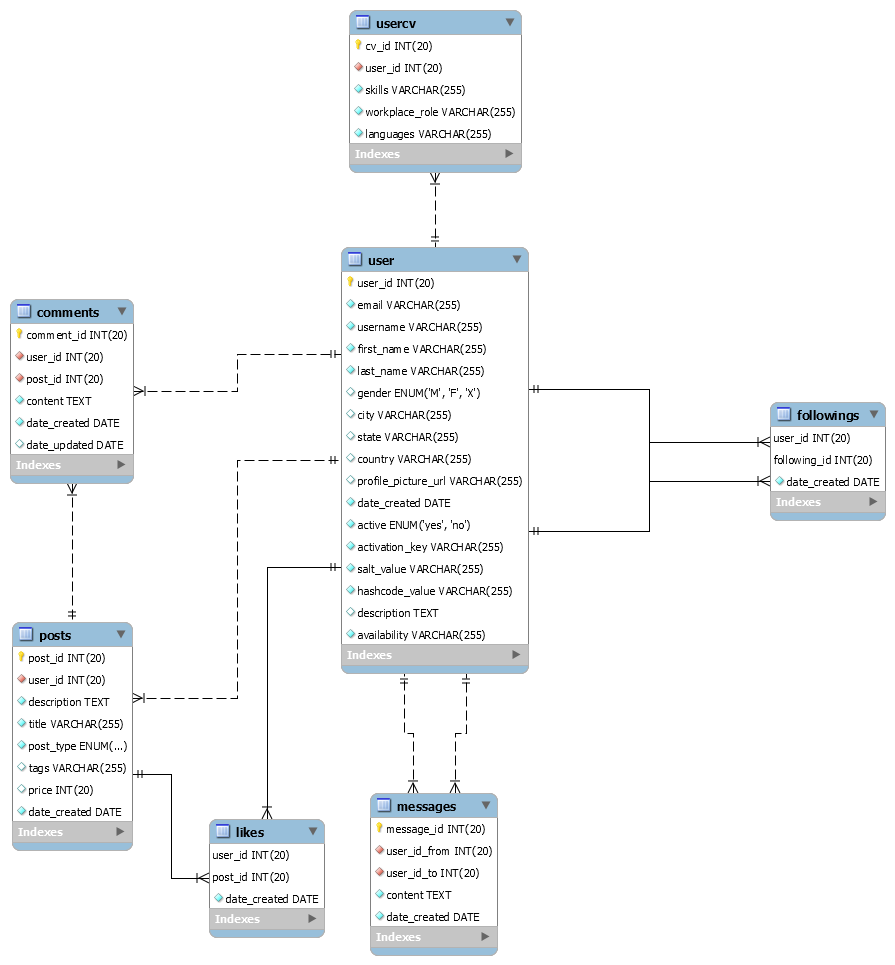 usercv
cv_id INT(20)
user_id INT(20)
skills VARCHAR(255)
workplace_role VARCHAR(255)
languages VARCHAR(255)
Indexes
user
user_id INT(20)
email VARCHAR(255)
username VARCHAR(255)
first_name VARCHAR(255)
last_name VARCHAR(255)
gender ENUM('M', 'F', 'X')
city VARCHAR(255)
state VARCHAR(255)
country VARCHAR(255)
profile_picture_url VARCHAR(255)
date_created DATE
active ENUM('yes', 'no')
activation_key VARCHAR(255)
salt_value VARCHAR(255)
hashcode_value VARCHAR(255)
description TEXT
availability VARCHAR(255)
Indexes
comments
comment_id INT(20)
user_id INT(20)
post_id INT(20)
content TEXT
date_created DATE
date_updated DATE
Indexes
followings
user_id INT(20)
following_id INT(20)
date_created DATE
Indexes
posts
post_id INT(20)
user_id INT(20)
description TEXT
title VARCHAR(255)
post_type ENUM(...)
tags VARCHAR(255)
price INT(20)
date_created DATE
Indexes
likes
user_id INT(20)
post_id INT(20)
date_created DATE
Indexes
messages
message_id INT(20)
user_id_from INT(20)
user_id_to INT(20)
content TEXT
date_created DATE
Indexes